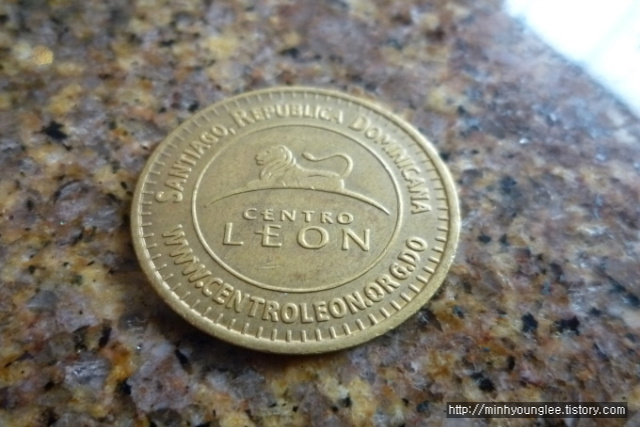 SANTIAGO, REPUBLICA DOMINICANA
CENTRO
LEON
WWW.CENTROLEON.ORG.DO
http://minhyounglee.tistory.com